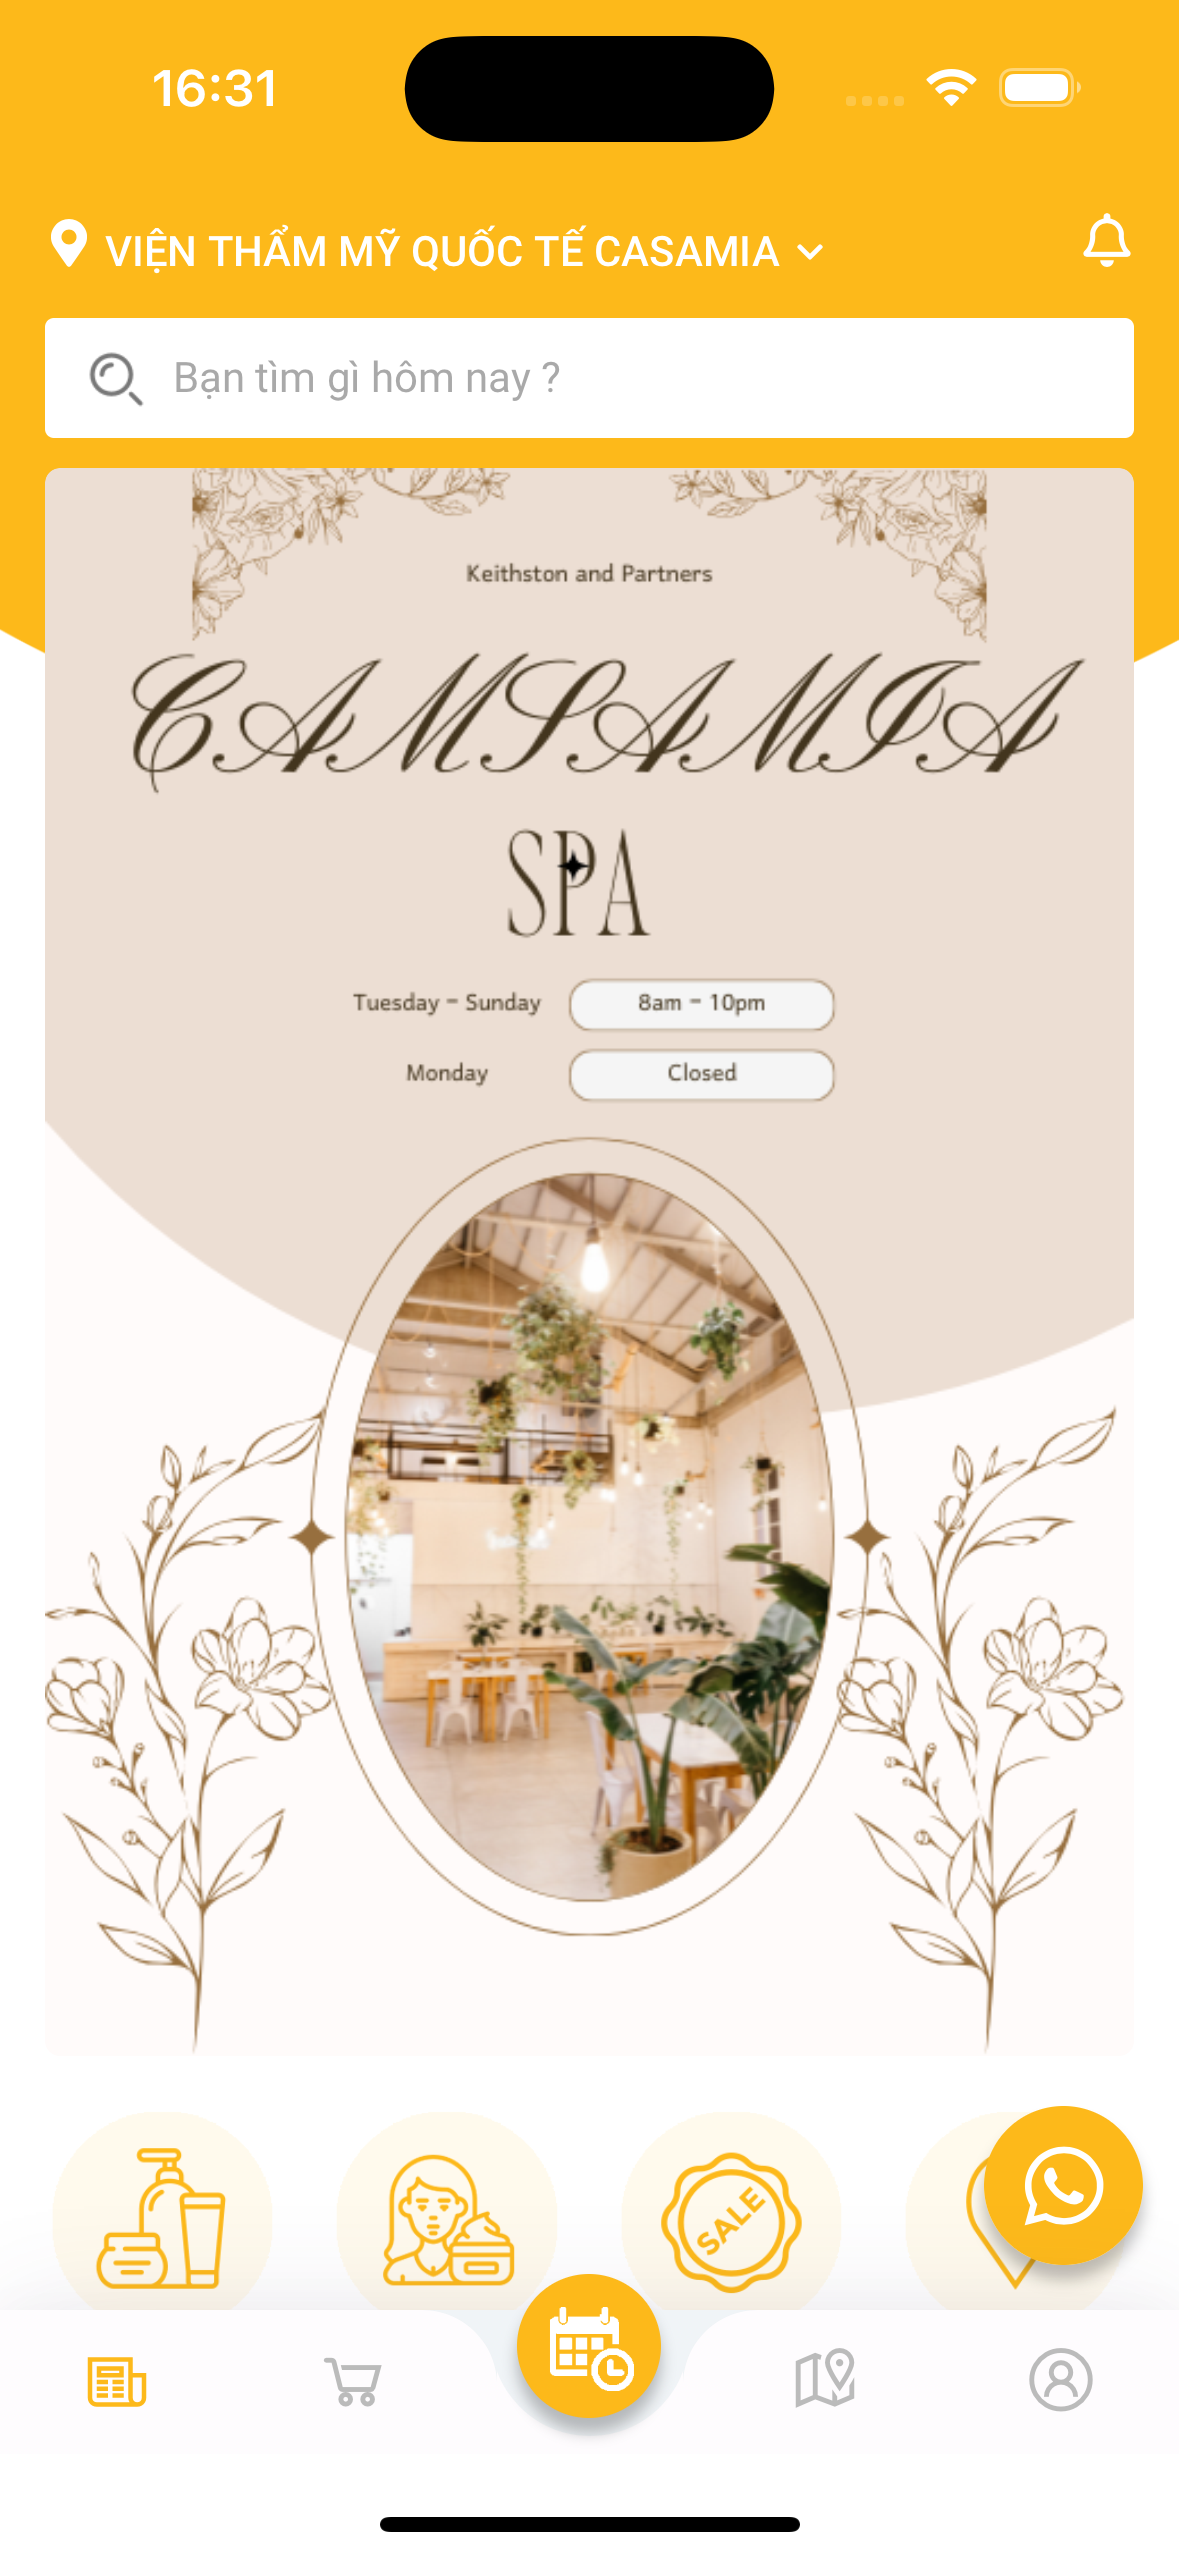 16:31
VIỆN THẨM MỸ QUỐC TẾ CASAMIA
Bạn tìm gì hôm nay ?
Keithston and Partners
CAMSAMIA
SPA
Tuesday - Sunday 8am - 10pm
Monday Closed
SALE